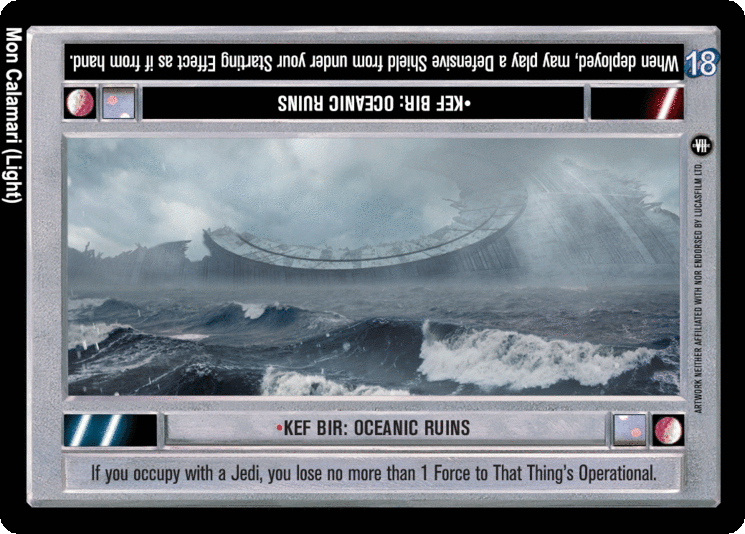 When deployed, may play a Defensive Shield from under your Starting Effect as if from hand.
18
•KEF BIR: OCEANIC RUINS
Mon Calamari (Light)
VII
ARTWORK NEITHER AFFILIATED WITH NOR ENDORSED BY LUCASFILM LTD.
•KEF BIR: OCEANIC RUINS
If you occupy with a Jedi, you lose no more than 1 Force to That Thing's Operational.